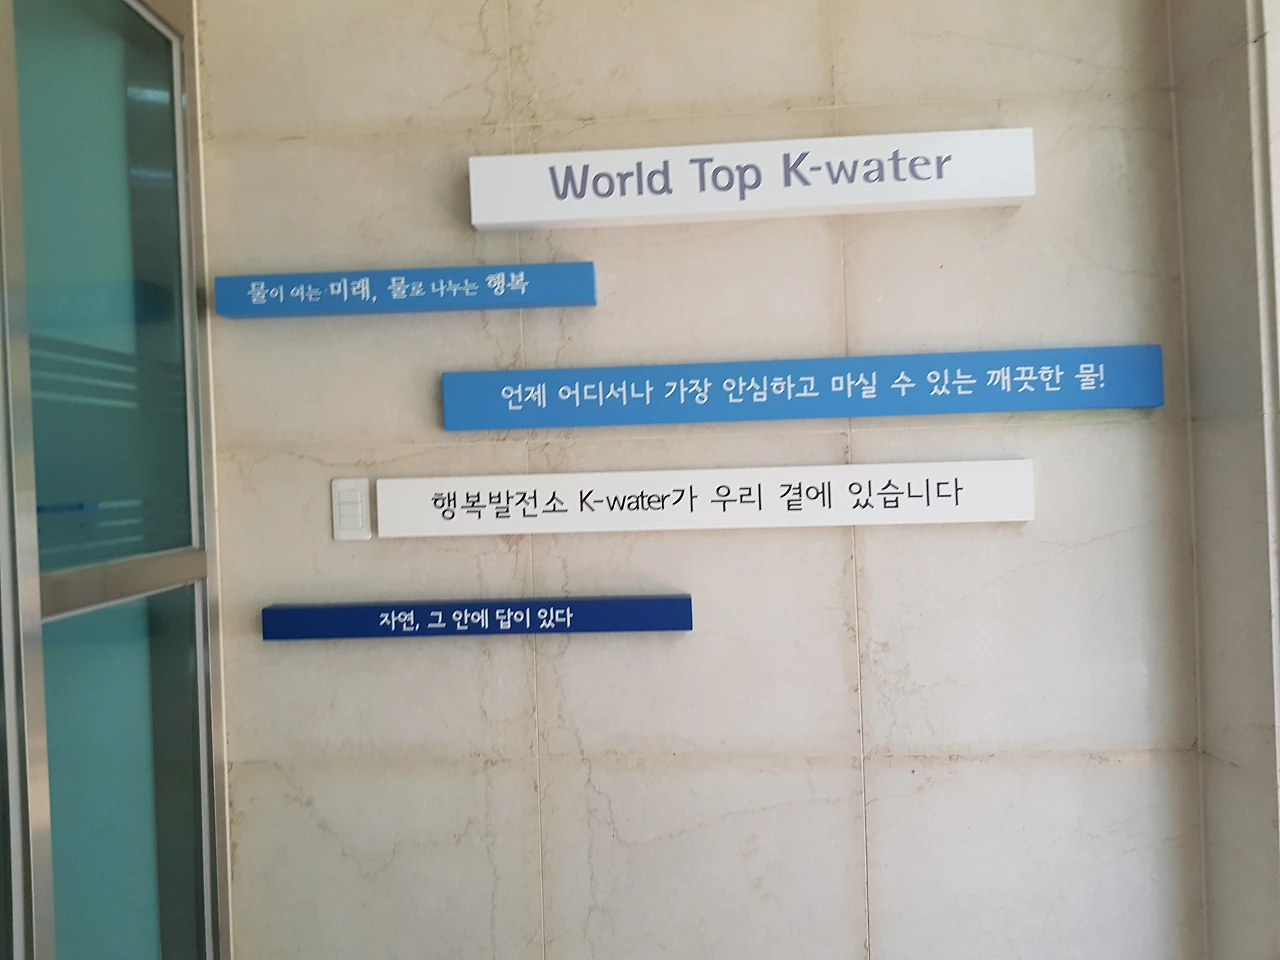 World Top K-water
물이 여는 미래, 물로 나누는 행복
언제 어디서나 가장 안심하고 마실 수 있는 깨끗한 물!
행복발전소 K-water가 우리 곁에 있습니다
자연, 그 안에 답이 있다